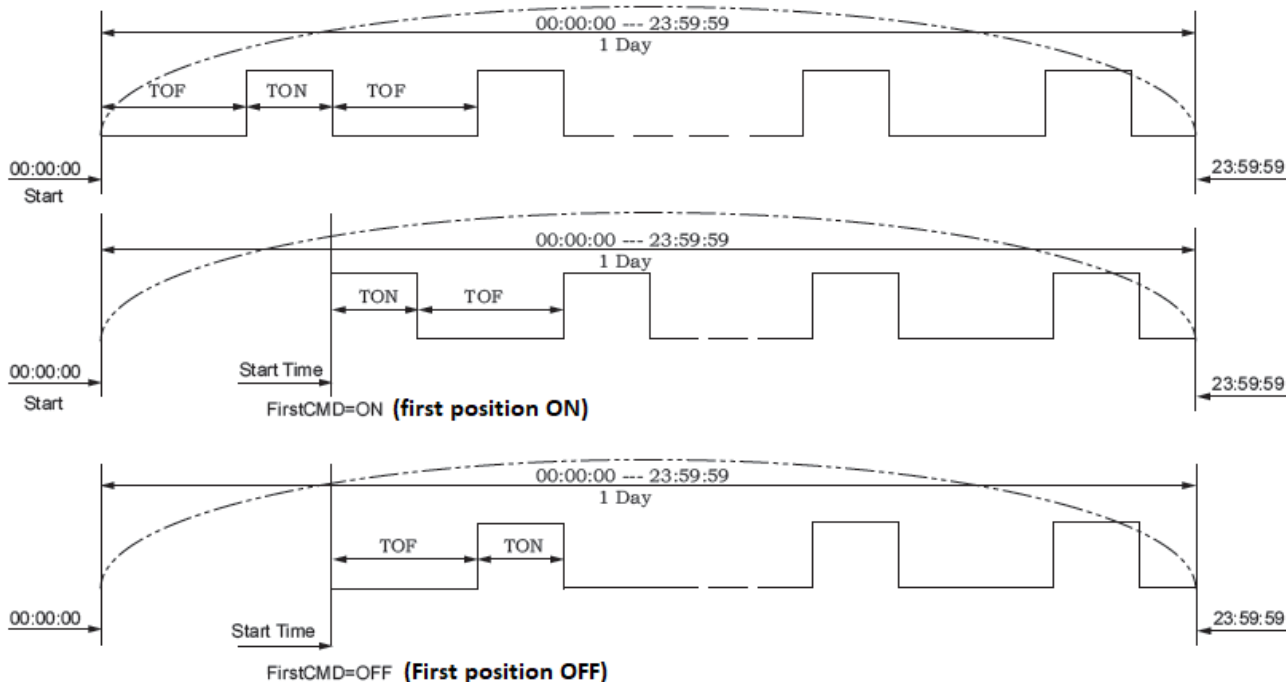 00:00:00 --- 23:59:59
1 Day
TOF TON TOF
00:00:00 23:59:59
Start
00:00:00 --- 23:59:59
1 Day
TON TOF
Start Time
00:00:00 23:59:59
Start
FirstCMD=ON (first position ON)
00:00:00 --- 23:59:59
1 Day
TOF TON
00:00:00 23:59:59
Start Time
FirstCMD=OFF (First position OFF)